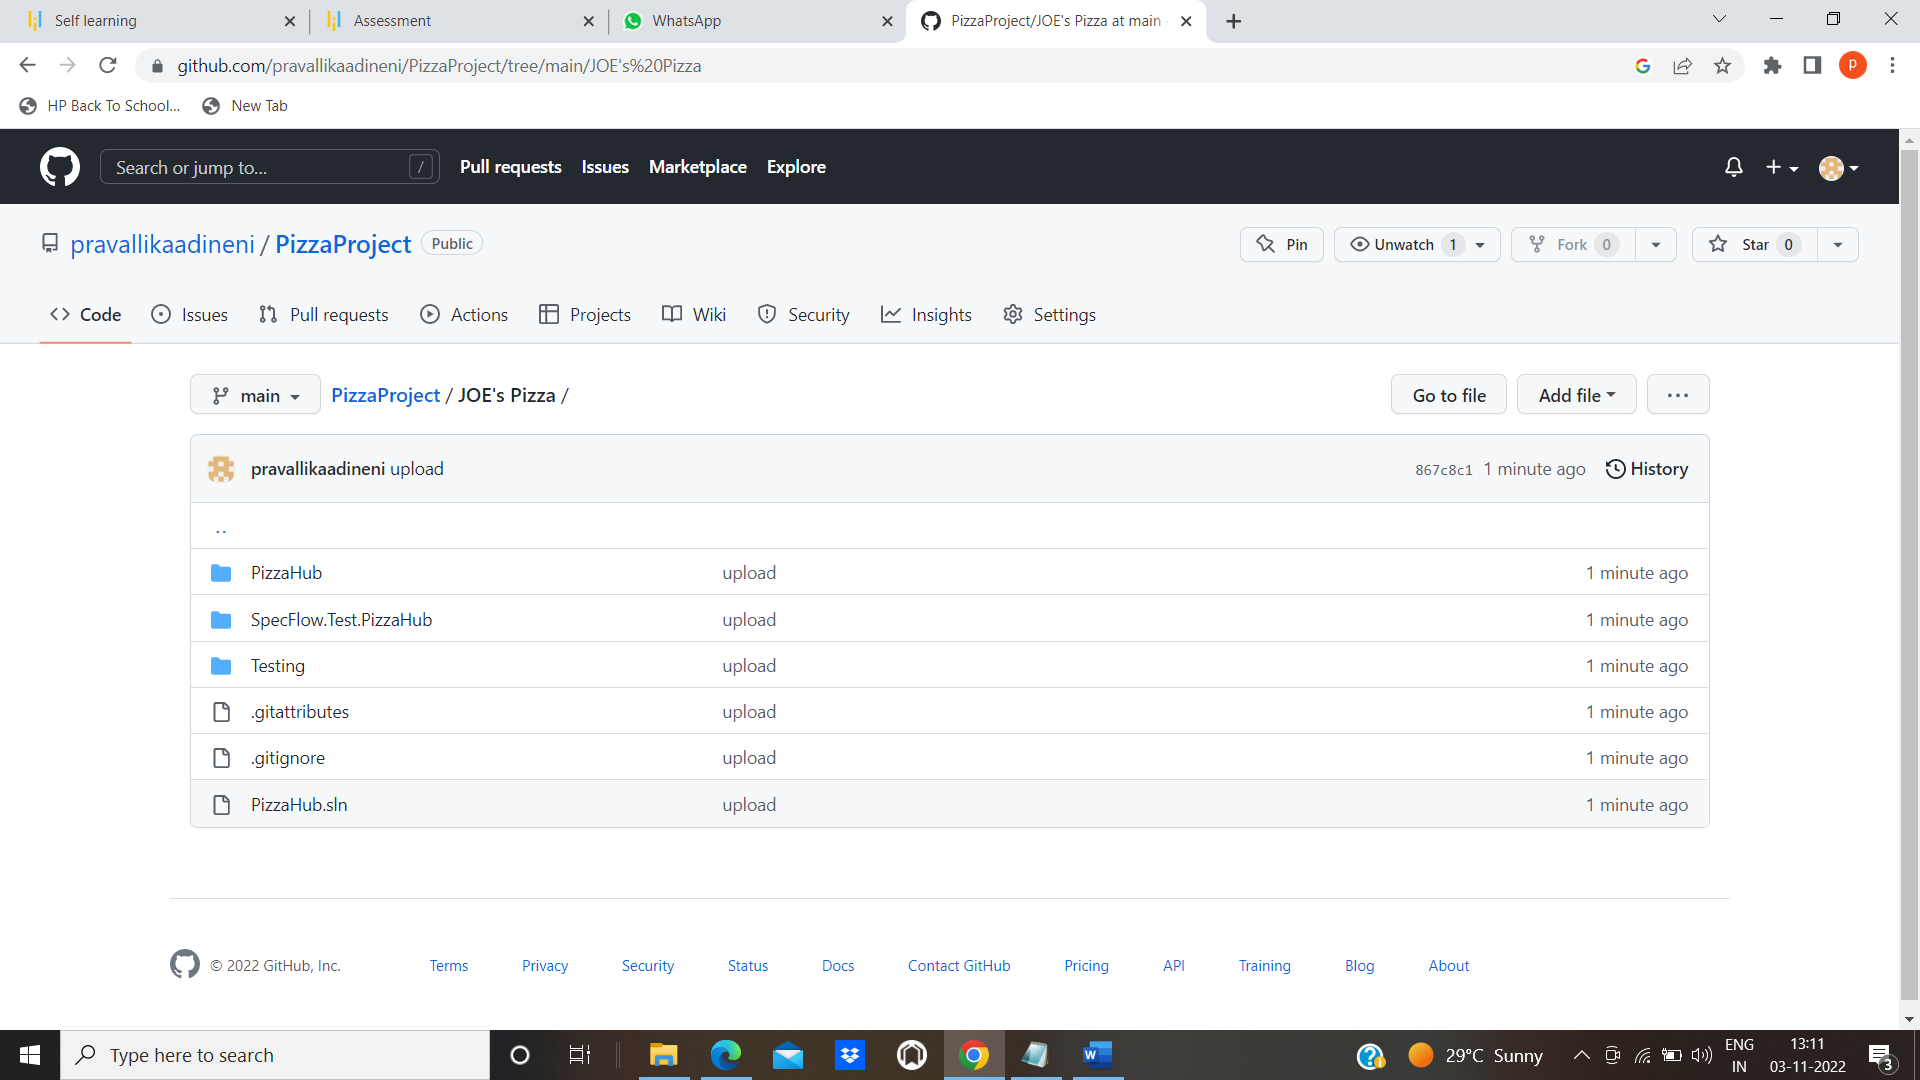 Self learning
Assessment
WhatsApp
PizzaProject/JOE's Pizza at main
github.com/pravallikaadineni/PizzaProject/tree/main/JOE's%20Pizza
P
HP Back To School...
New Tab
Search or jump to...
/
Pull requests
Issues
Marketplace
Explore
pravallikaadineni / PizzaProject
Public
Pin
Unwatch 1
Fork 0
Star 0
Code
Issues
Pull requests
Actions
Projects
Wiki
Security
Insights
Settings
main
PizzaProject / JOE's Pizza /
Go to file
Add file
...
pravallikaadineni upload
867c8c1 1 minute ago
History
..
PizzaHub upload 1 minute ago
SpecFlow.Test.PizzaHub upload 1 minute ago
Testing upload 1 minute ago
.gitattributes upload 1 minute ago
.gitignore upload 1 minute ago
PizzaHub.sln upload 1 minute ago
© 2022 GitHub, Inc.
Terms
Privacy
Security
Status
Docs
Contact GitHub
Pricing
API
Training
Blog
About
Type here to search
29°C Sunny
ENG
IN
13:11
03-11-2022
3